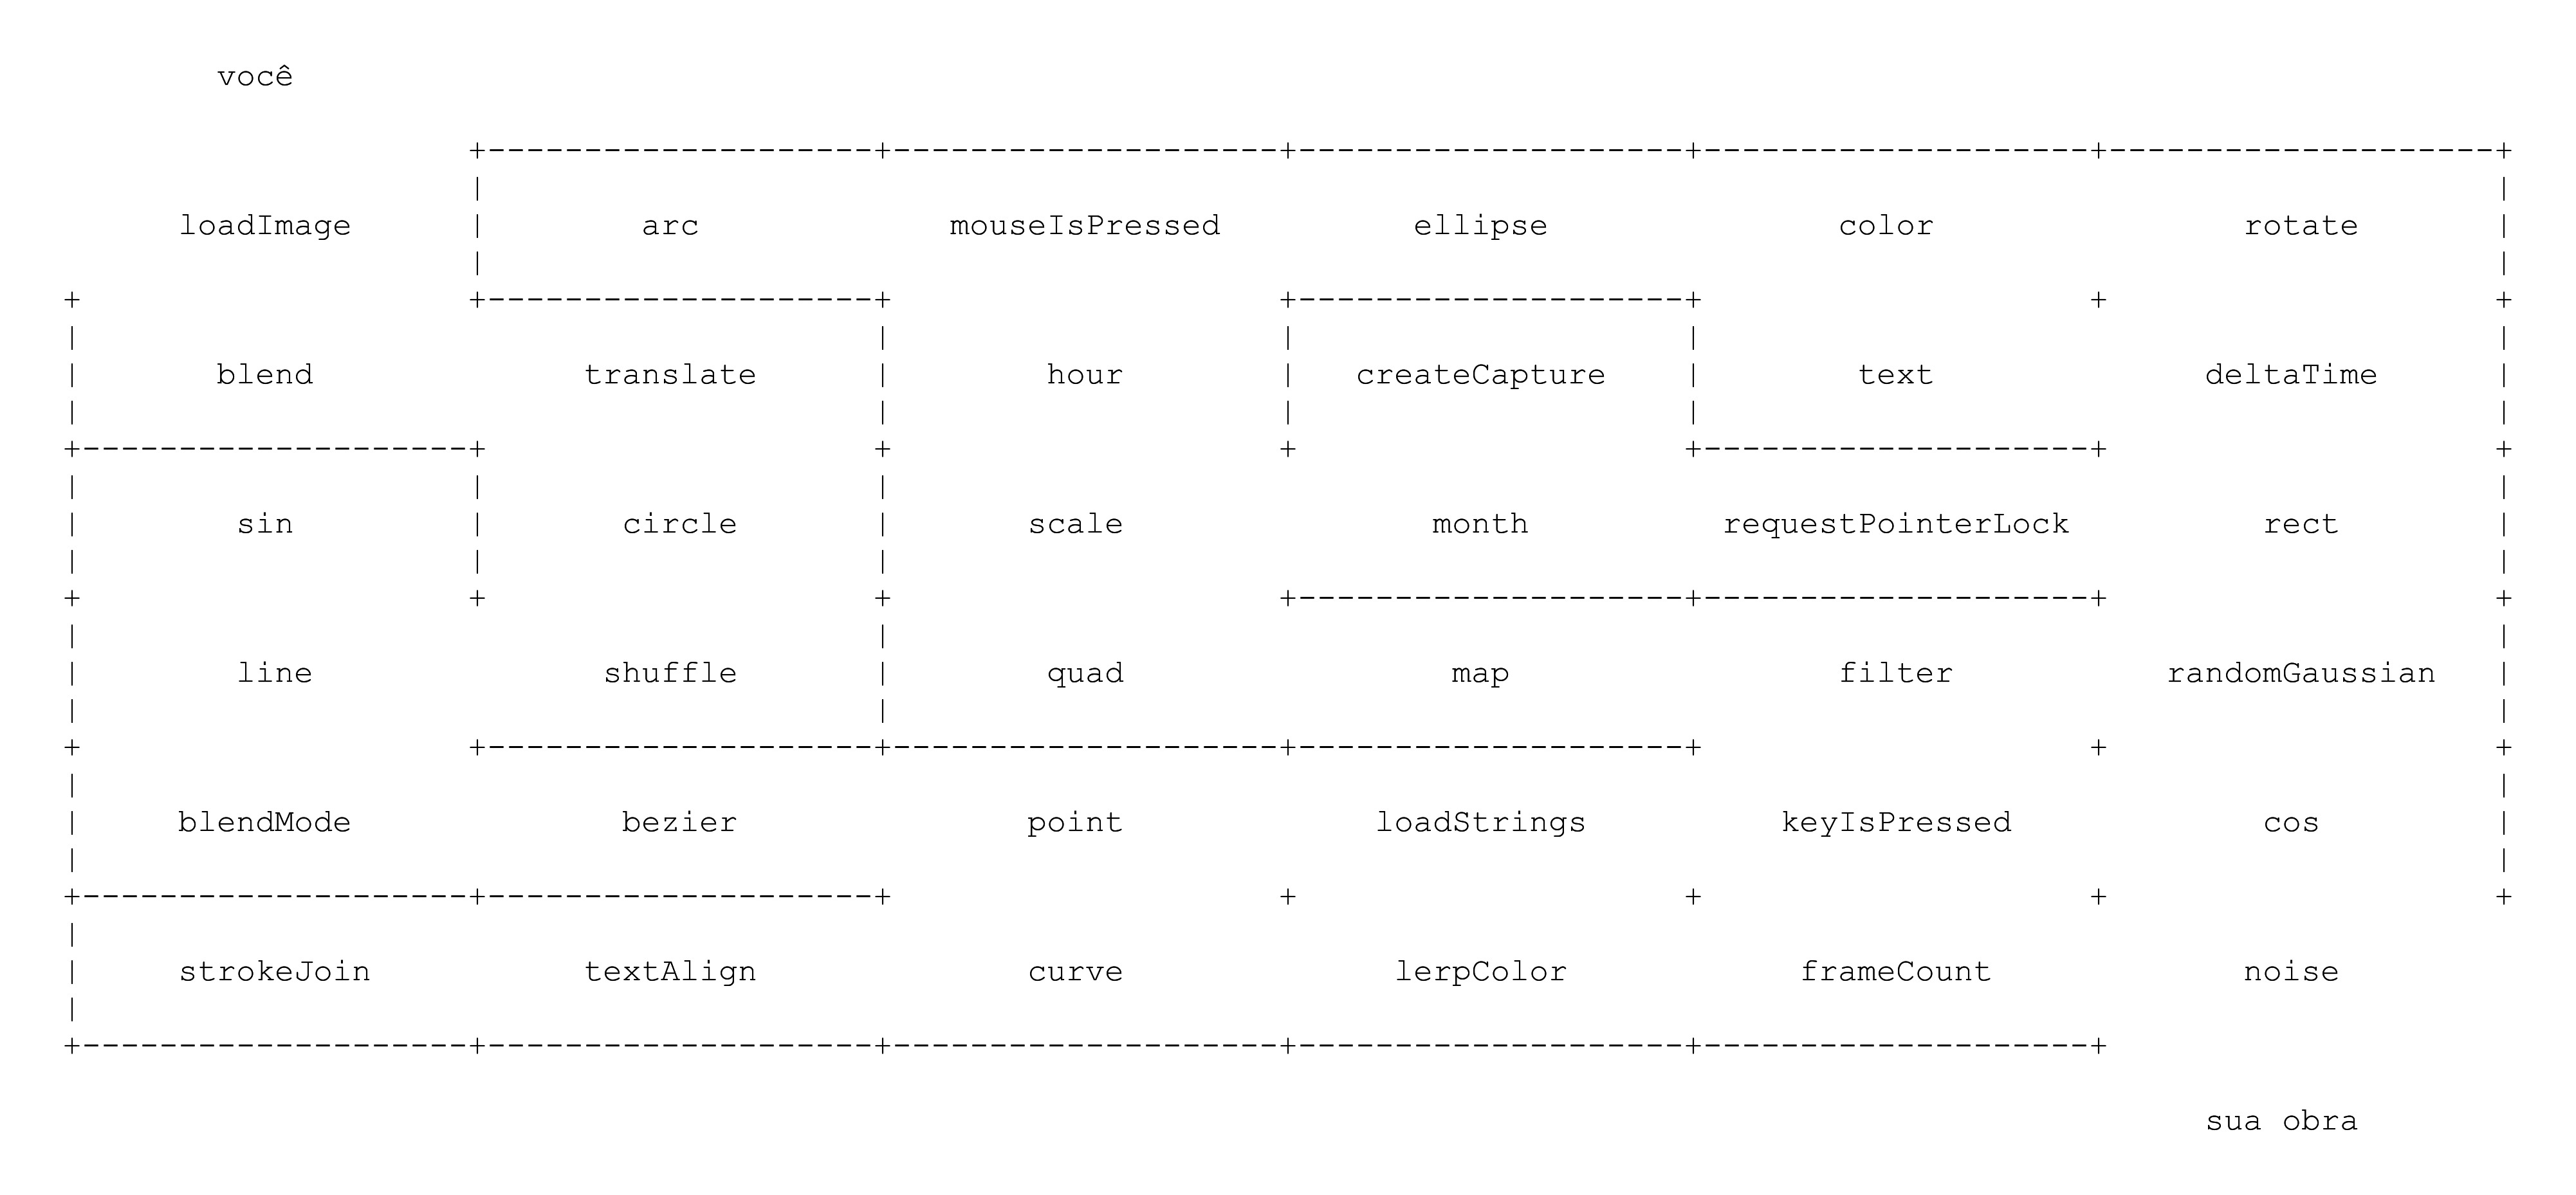 você
loadImage arc mouseIsPressed ellipse color rotate
blend translate hour createCapture text deltaTime
sin circle scale month requestPointerLock rect
line shuffle quad map filter randomGaussian
blendMode bezier point loadStrings keyIsPressed cos
strokeJoin textAlign curve lerpColor frameCount noise
sua obra